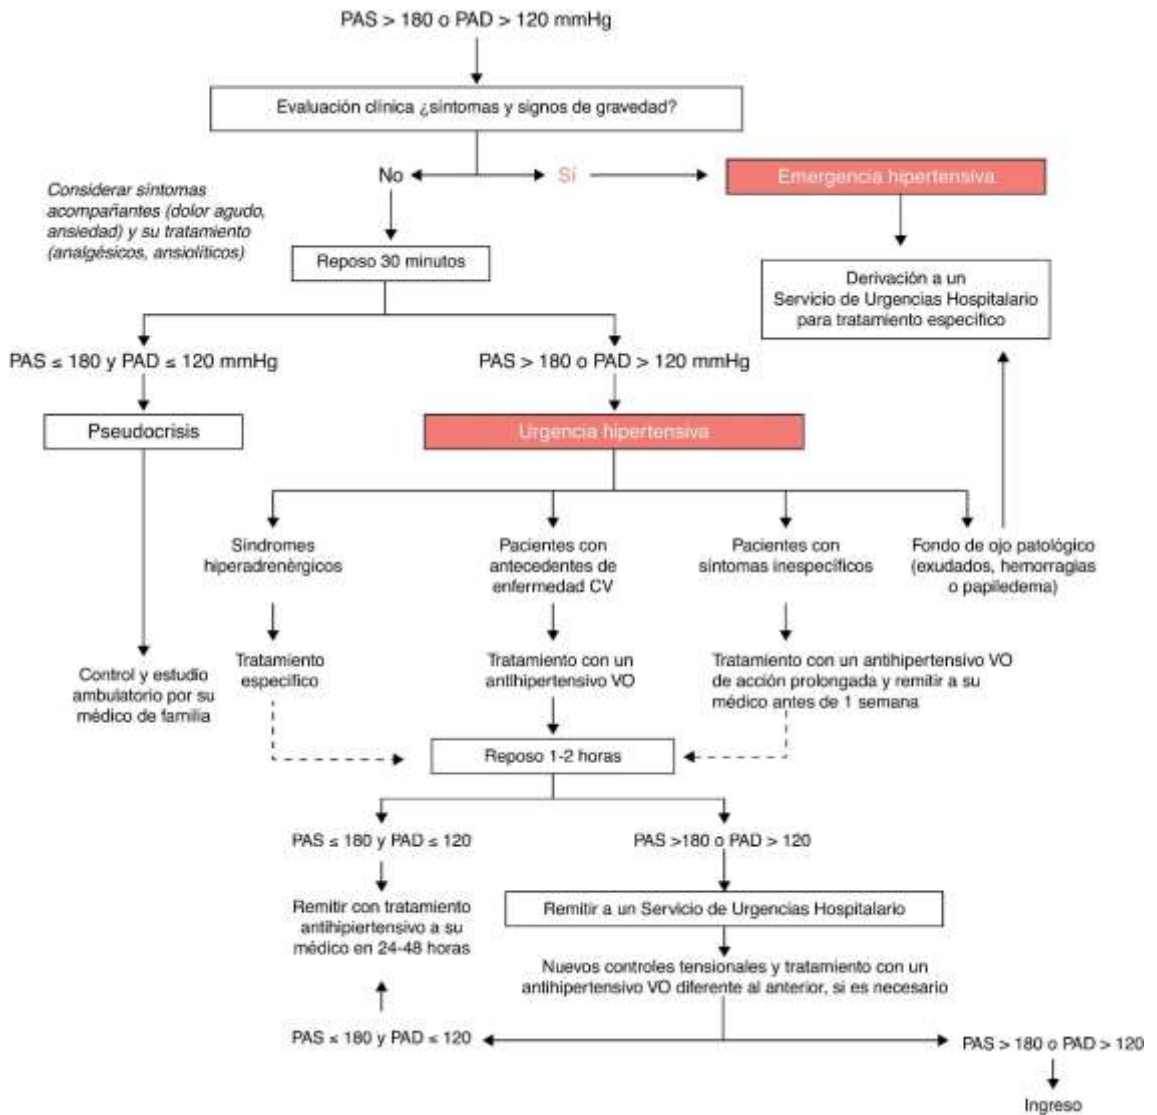 PAS > 180 o PAD > 120 mmHg
Evaluación clínica ¿síntomas y signos de gravedad?
No
Sí
Emergencia hipertensiva
Considerar síntomas
acompañantes (dolor agudo,
ansiedad) y su tratamiento
(analgésicos, ansiolíticos)
Reposo 30 minutos
Derivación a un
Servicio de Urgencias Hospitalario
para tratamiento específico
PAS ≤ 180 y PAD ≤ 120 mmHg
PAS > 180 o PAD > 120 mmHg
Pseudocrisis
Urgencia hipertensiva
Síndromes
hiperadrenérgicos
Pacientes con
antecedentes de
enfermedad CV
Pacientes con
síntomas inespecíficos
Fondo de ojo patológico
(exudados, hemorragias
o papiledema)
Control y estudio
ambulatorio por su
médico de familia
Tratamiento
específico
Tratamiento con un
antihipertensivo VO
Tratamiento con un antihipertensivo VO
de acción prolongada y remitir a su
médico antes de 1 semana
Reposo 1-2 horas
PAS ≤ 180 y PAD ≤ 120
PAS >180 o PAD > 120
Remitir con tratamiento
antihipiertensivo a su
médico en 24-48 horas
Remitir a un Servicio de Urgencias Hospitalario
Nuevos controles tensionales y tratamiento con un
antihipertensivo VO diferente al anterior, si es necesario
PAS ≤ 180 y PAD ≤ 120
PAS > 180 o PAD > 120
Ingreso